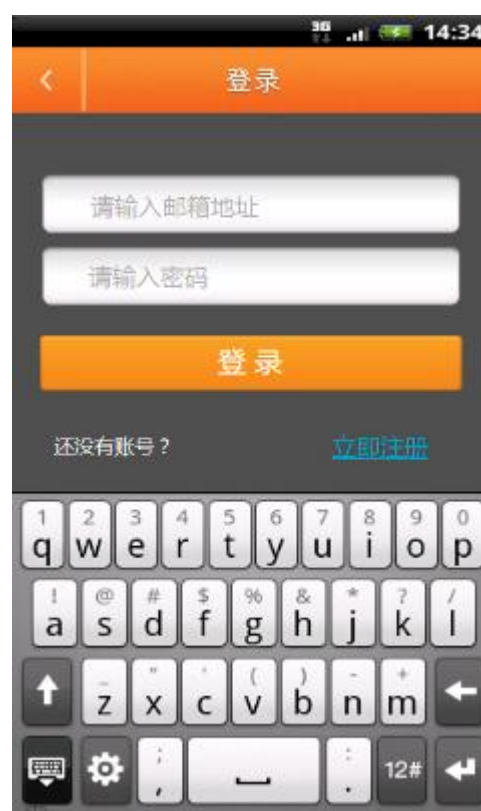 3G 14:34
登录
请输入邮箱地址
请输入密码
登 录
还没有账号？ 立即注册
1 2 3 4 5 6 7 8 9 0
q w e r t y u i o p
! @ # $ % & * ? /
a s d f g h j k l
_ " ' ( ) - +
z x c v b n m
; :
, . 12#